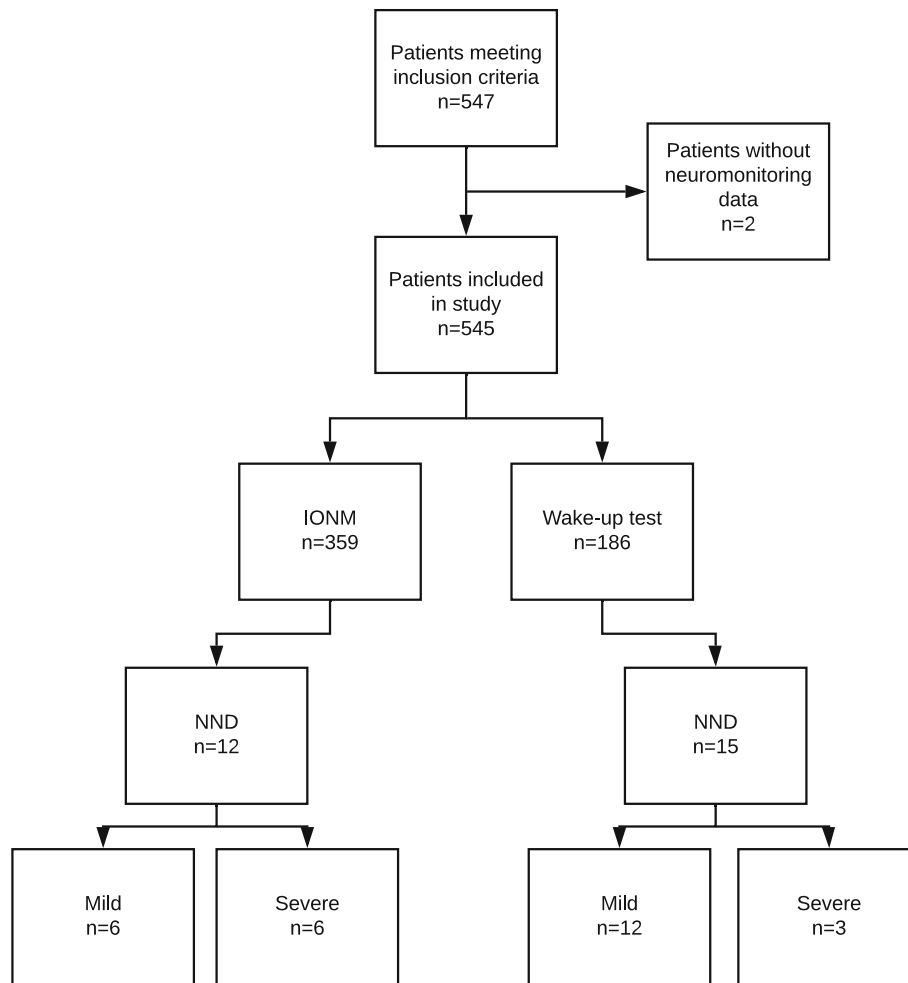 Patients meeting
inclusion criteria
n=547
Patients without
neuromonitoring
data
n=2
Patients included
in study
n=545
IONM
n=359
Wake-up test
n=186
NND
n=12
NND
n=15
Mild
n=6
Severe
n=6
Mild
n=12
Severe
n=3